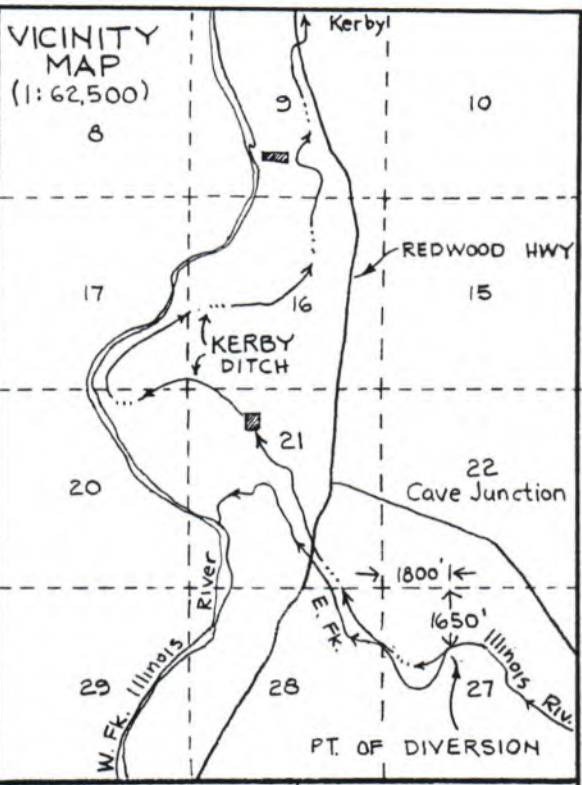 VICINITY
MAP
(1:62,500)
Kerby
8
9
10
REDWOOD HWY
17
16
15
KERBY
DITCH
21
20
22
Cave Junction
1800'
1650'
E. Fk.
Illinois
Riv.
W. Fk. Illinois River
29
28
27
PT. OF DIVERSION